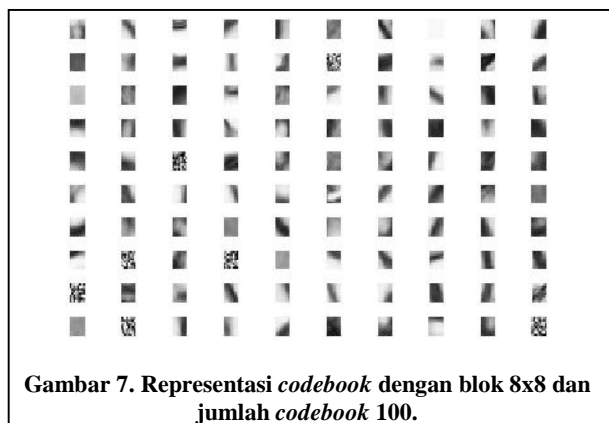 Gambar 7. Representasi codebook dengan blok 8x8 dan
jumlah codebook 100.